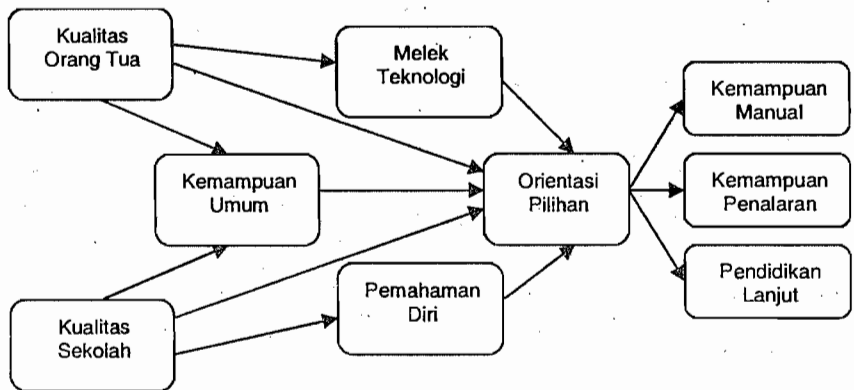 Kualitas
Orang Tua
Melek
Teknologi
Kemampuan
Manual
Kemampuan
Umum
Orientasi
Pilihan
Kemampuan
Penalaran
Kualitas
Sekolah
Pemahaman
Diri
Pendidikan
Lanjut